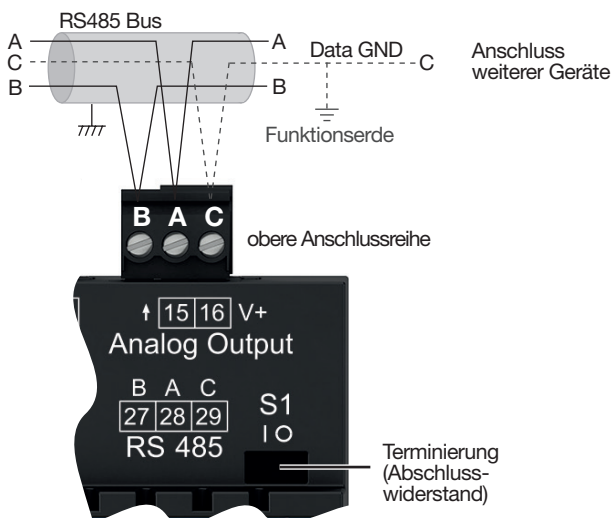 RS485 Bus
A
A
Data GND
C
C
Anschluss
weiterer Geräte
B
B
Funktionserde
B A C
obere Anschlussreihe
15 16 V+
Analog Output
B A C
27 28 29
RS 485
S1
I O
Terminierung
(Abschluss-
widerstand)